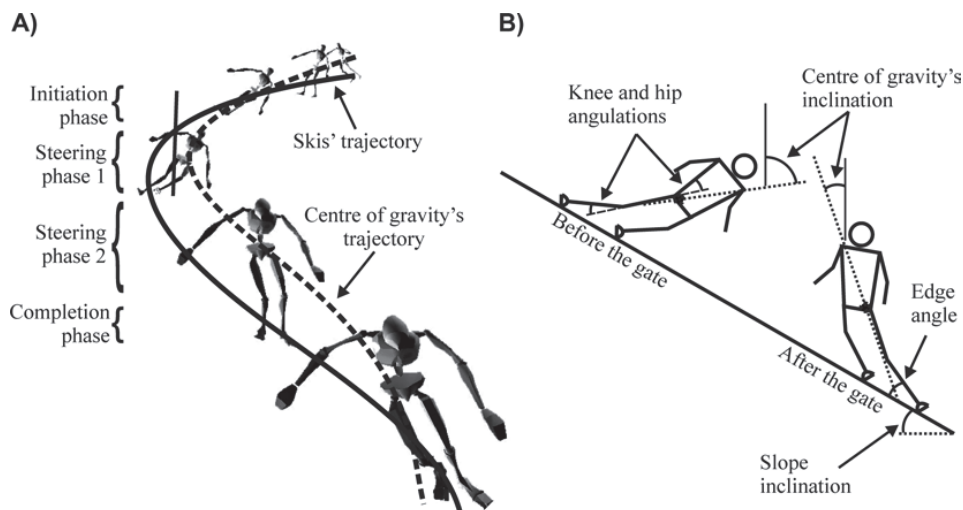 A)
Initiation
phase
Steering
phase 1
Steering
phase 2
Completion
phase
Skis' trajectory
Centre of gravity's
trajectory
B)
Knee and hip
angulations
Centre of gravity's
inclination
Before the gate
After the gate
Edge
angle
Slope
inclination